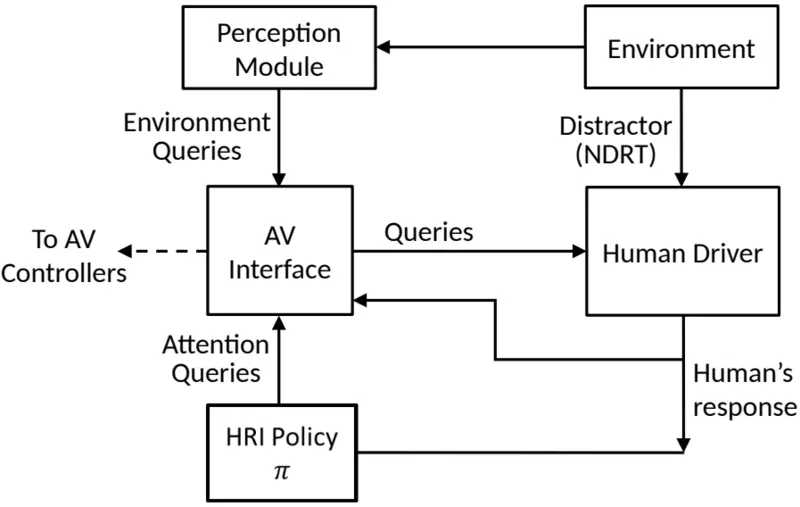 Perception
Module
Environment
Environment
Queries
Distractor
(NDRT)
To AV
Controllers
AV
Interface
Queries
Human Driver
Attention
Queries
Human’s
response
HRI Policy
π